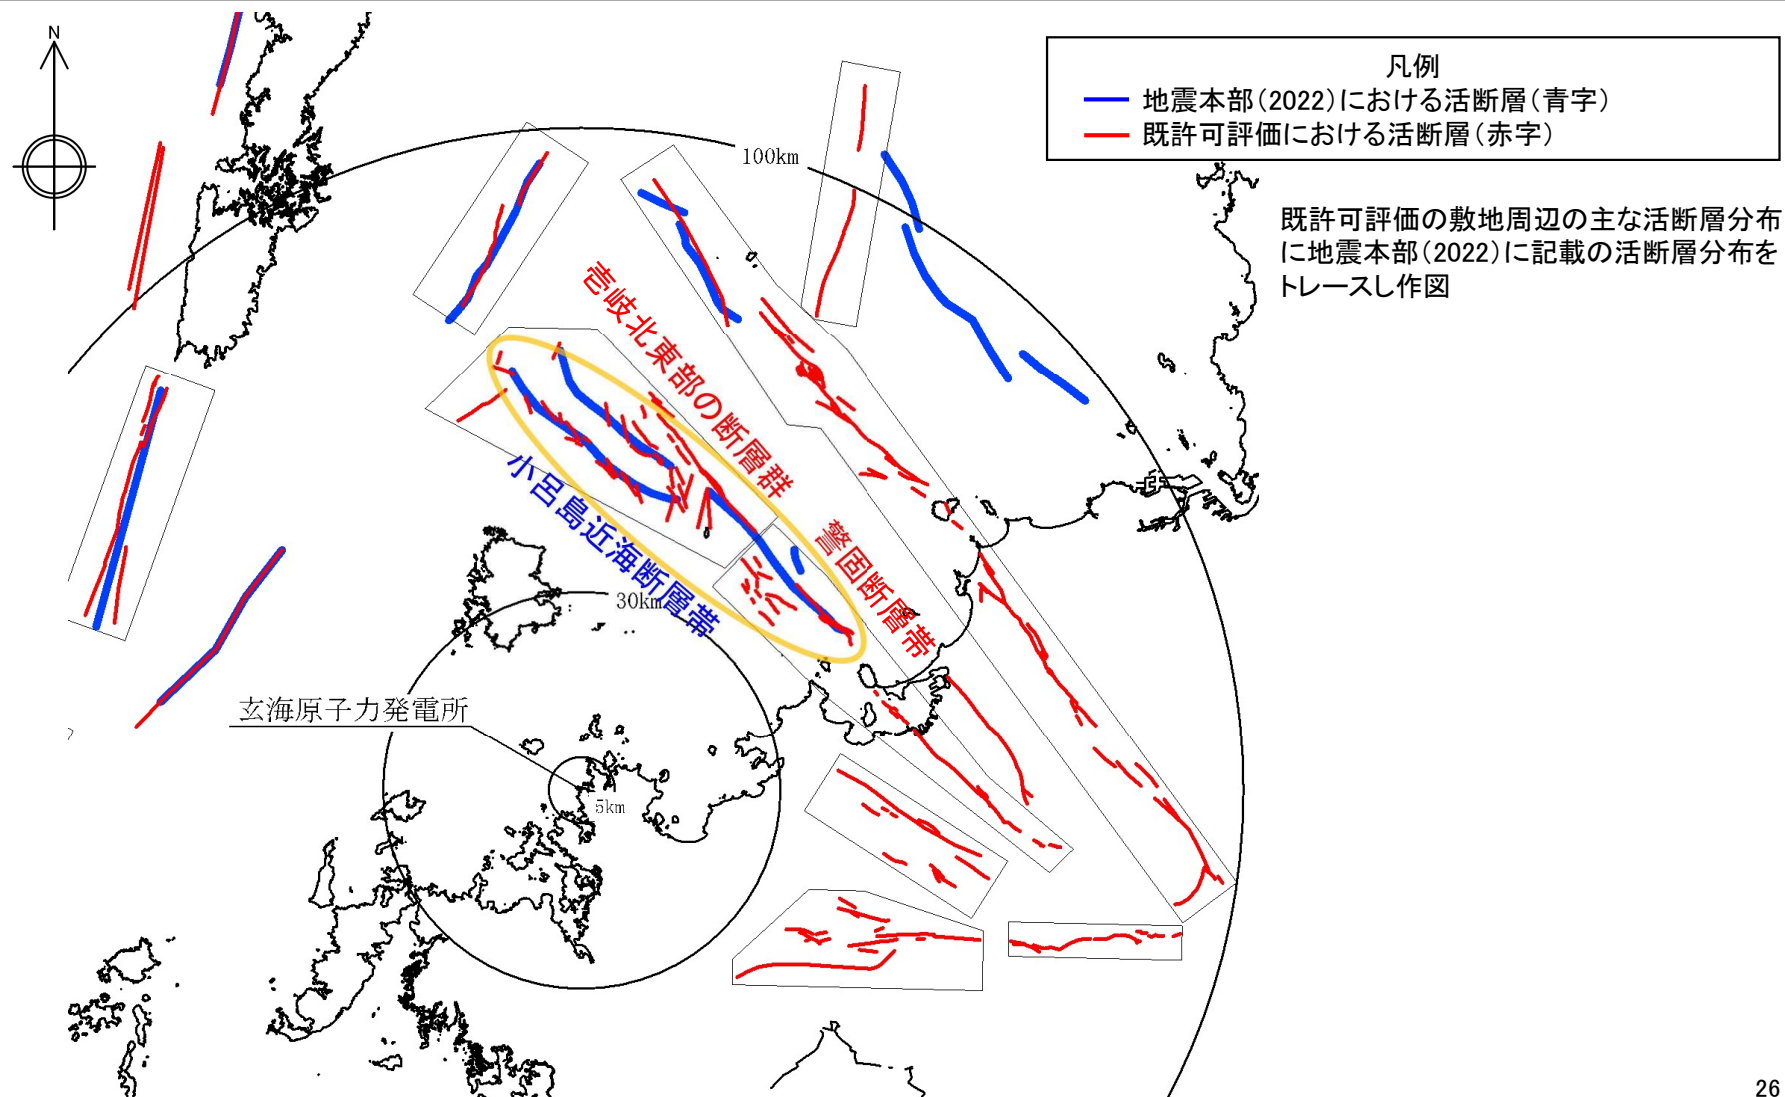 N
凡例
地震本部(2022)における活断層(青字)
既許可評価における活断層(赤字)
既許可評価の敷地周辺の主な活断層分布
に地震本部(2022)に記載の活断層分布を
トレースし作図
100km
壱岐北東部の断層群
小呂島近海断層帯
警固断層帯
30km
玄海原子力発電所
5km
26